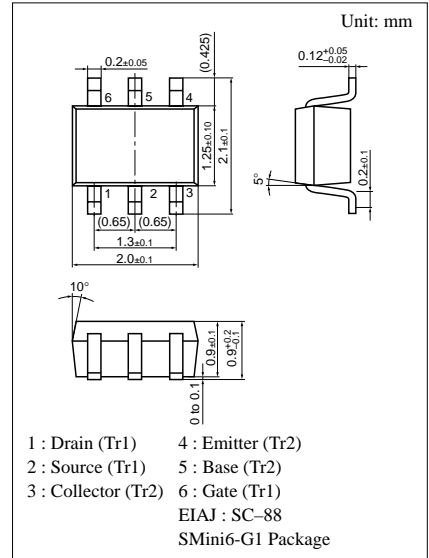 Unit: mm
0.2±0.05
(0.425)
0.12+0.05 −0.02
6 5 4
1.25±0.10
2.1±0.1
5°
0.2±0.1
1 2 3
(0.65) (0.65)
1.3±0.1
2.0±0.1
10°
0.9±0.1
0.9+0.2 −0.1
0 to 0.1
1 : Drain (Tr1) 4 : Emitter (Tr2)
2 : Source (Tr1) 5 : Base (Tr2)
3 : Collector (Tr2) 6 : Gate (Tr1)
EIAJ : SC–88
SMini6-G1 Package